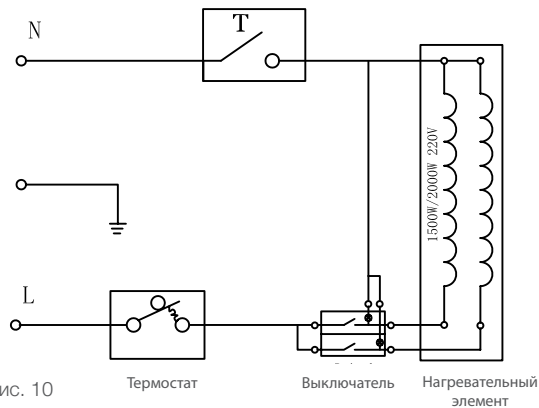 N
T
1500W/2000W 220V
L
ис. 10
Термостат
Выключатель
Нагревательный
элемент